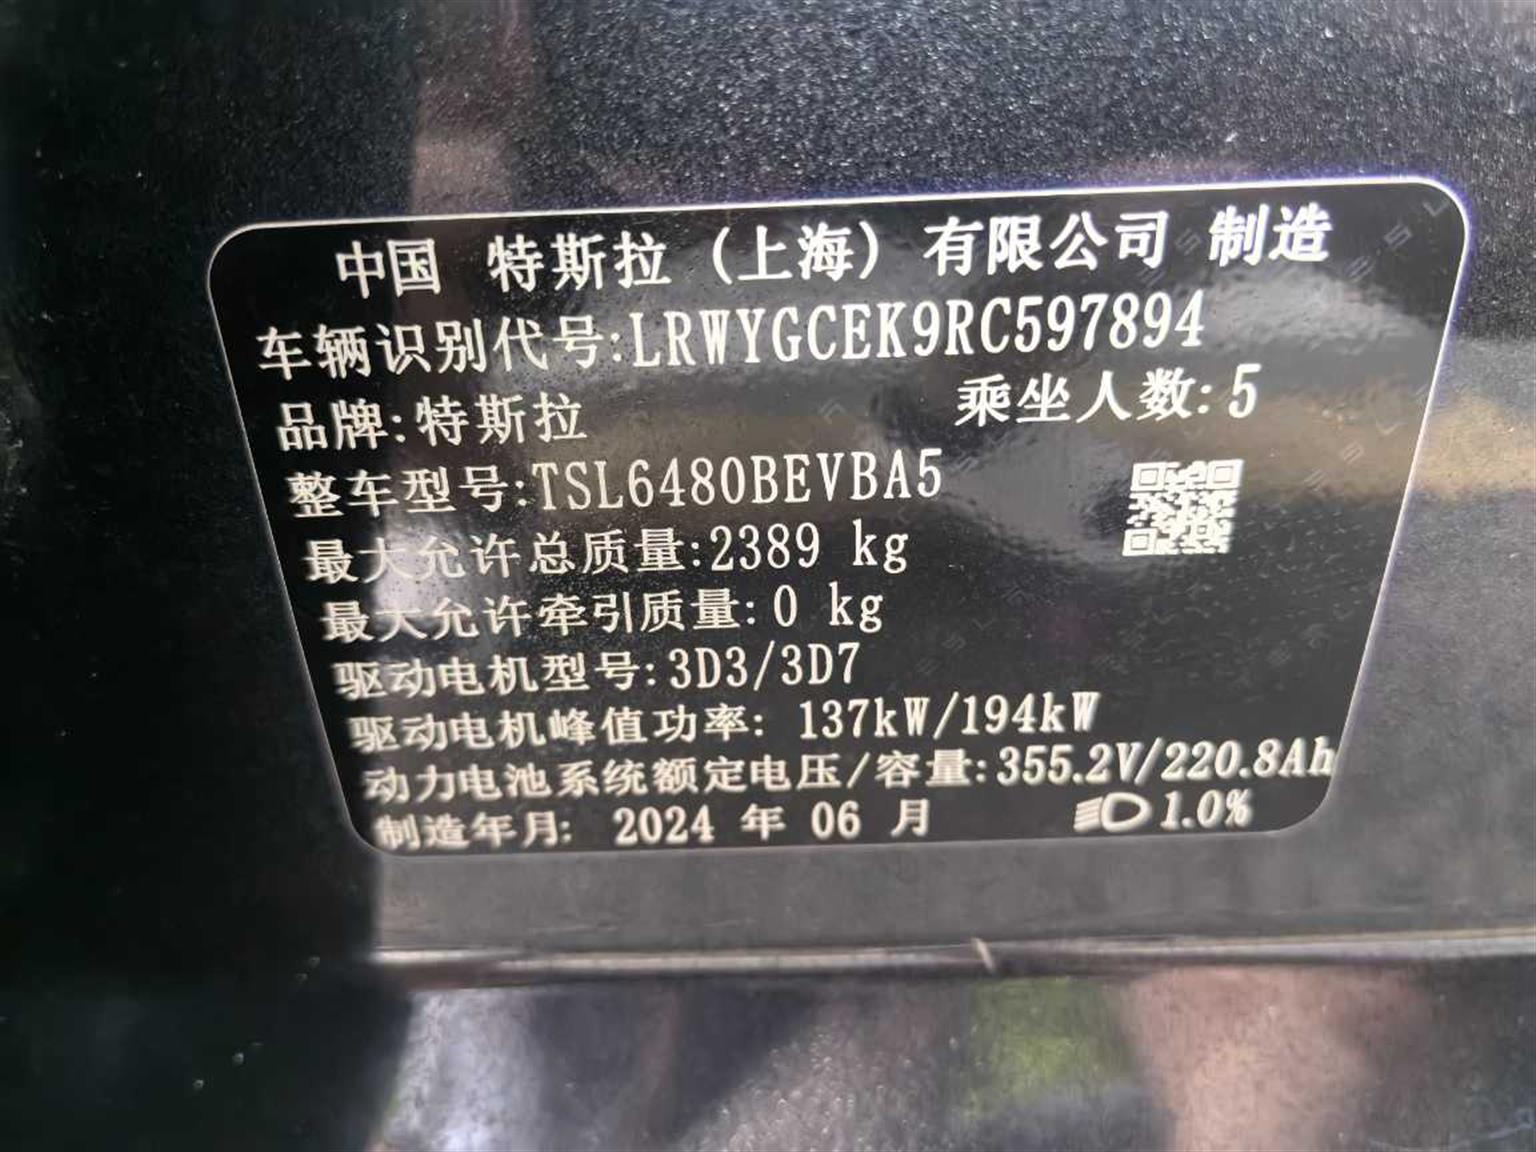 中国 特斯拉（上海）有限公司 制造
车辆识别代号:LRWYGCEK9RC597894
品牌:特斯拉 乘坐人数:5
整车型号:TSL6480BEVBA5
最大允许总质量:2389 kg
最大允许牵引质量:0 kg
驱动电机型号:3D3/3D7
驱动电机峰值功率: 137kW/194kW
动力电池系统额定电压/容量:355.2V/220.8Ah
制造年月: 2024 年 06 月 1.0%